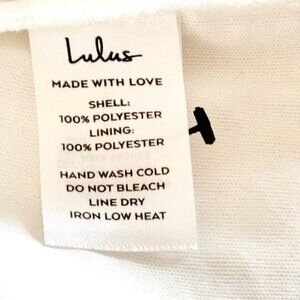 Lulus
MADE WITH LOVE
SHELL:
100% POLYESTER
LINING:
100% POLYESTER
HAND WASH COLD
DO NOT BLEACH
LINE DRY
IRON LOW HEAT